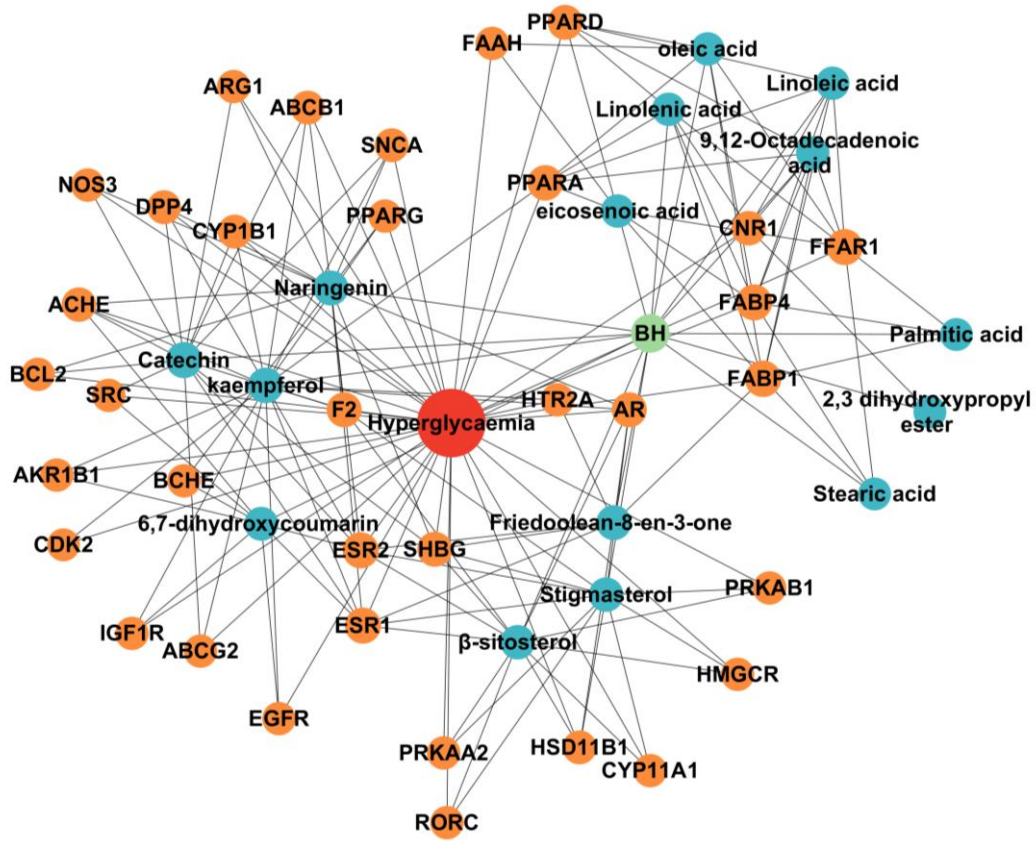 PPARD
FAAH
oleic acid
Linoleic acid
ARG1
ABCB1
Linolenic acid
SNCA
9,12-Octadecadenoic
acid
NOS3
DPP4
PPARA
PPARG
eicosenoic acid
CYP1B1
CNR1
FFAR1
Naringenin
ACHE
FABP4
BH
Palmitic acid
Catechin
BCL2
kaempferol
FABP1
SRC
F2
Hyperglycaemia
HTR2A
AR
2,3 dihydroxypropyl
ester
AKR1B1
BCHE
Stearic acid
6,7-dihydroxycoumarin
Friedoolean-8-en-3-one
CDK2
ESR2
SHBG
Stigmasterol
PRKAB1
IGF1R
ESR1
ABCG2
β-sitosterol
HMGCR
EGFR
PRKAA2
HSD11B1
CYP11A1
RORC